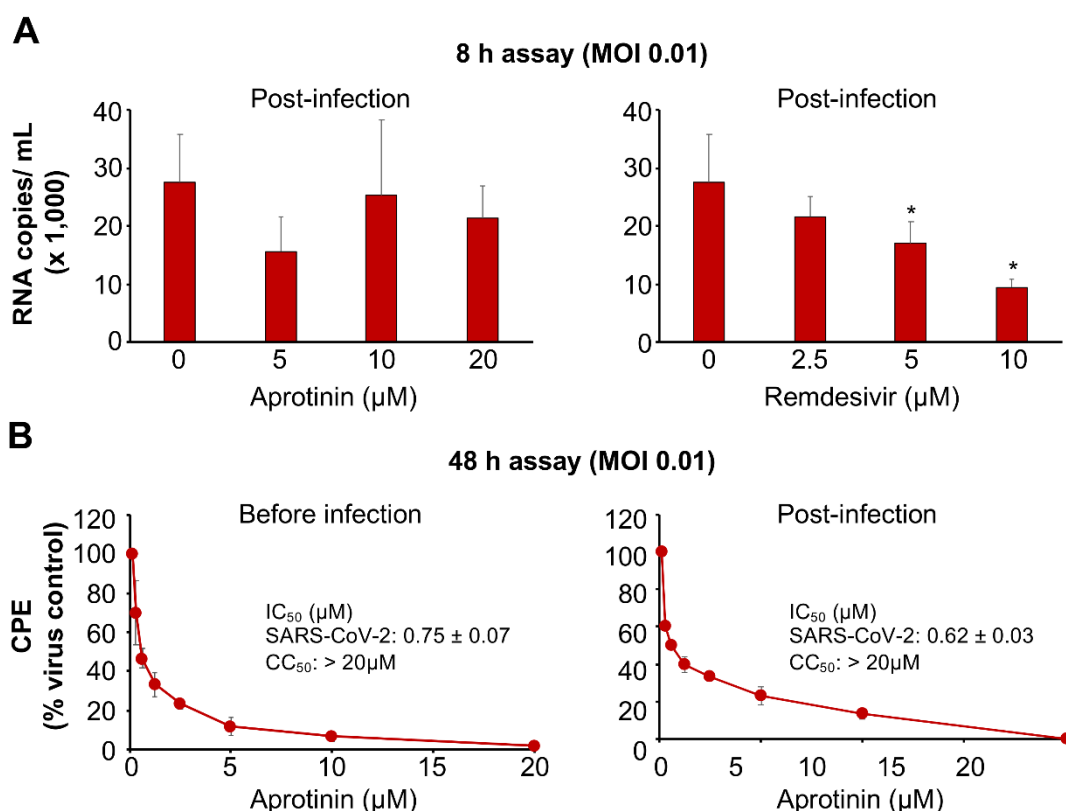 A
8 h assay (MOI 0.01)
Post-infection
Post-infection
RNA copies/ mL
(x 1,000)
40
30
20
10
0
0 5 10 20
Aprotinin (µM)
40
30
20
10
0
*
*
0 2.5 5 10
Remdesivir (µM)
B
48 h assay (MOI 0.01)
Before infection
Post-infection
CPE
(% virus control)
120
100
80
60
40
20
0
IC50 (µM)
SARS-CoV-2: 0.75 ± 0.07
CC50: > 20µM
0 5 10 15 20
Aprotinin (µM)
120
100
80
60
40
20
0
IC50 (µM)
SARS-CoV-2: 0.62 ± 0.03
CC50: > 20µM
0 5 10 15 20
Aprotinin (µM)